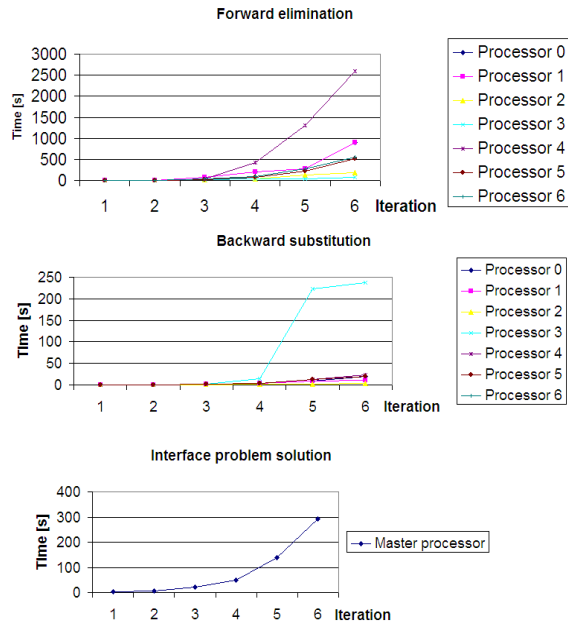 Forward elimination
Time [s]
3000
2500
2000
1500
1000
500
0
1 2 3 4 5 6 Iteration
Processor 0
Processor 1
Processor 2
Processor 3
Processor 4
Processor 5
Processor 6
Backward substitution
Time [s]
250
200
150
100
50
0
1 2 3 4 5 6 Iteration
Processor 0
Processor 1
Processor 2
Processor 3
Processor 4
Processor 5
Processor 6
Interface problem solution
Time [s]
400
300
200
100
0
1 2 3 4 5 6 Iteration
Master processor